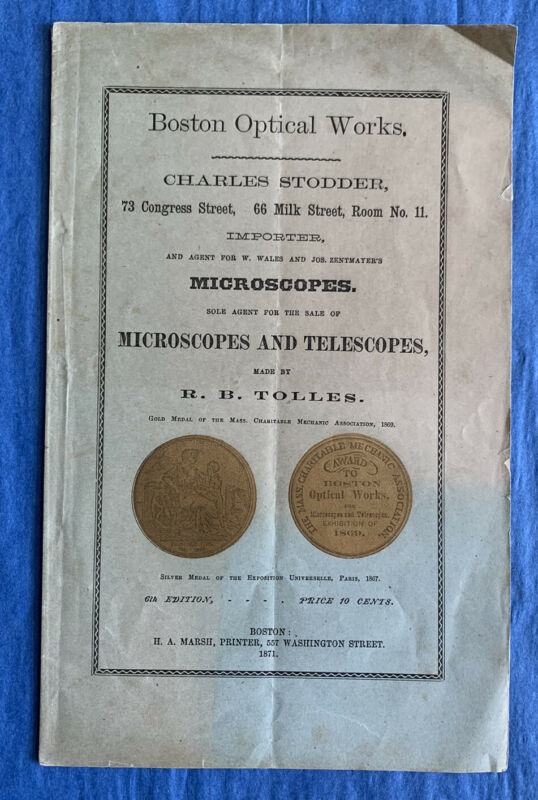 Boston Optical Works.
CHARLES STODDER,
73 Congress Street, 66 Milk Street, Room No. 11.
IMPORTER,
AND AGENT FOR W. WALES AND JOS. ZENTMAYER'S
MICROSCOPES.
SOLE AGENT FOR THE SALE OF
MICROSCOPES AND TELESCOPES,
MADE BY
R. B. TOLLES.
GOLD MEDAL OF THE MASS. CHARITABLE MECHANIC ASSOCIATION, 1869.
THE MASS. CHARITABLE MECHANIC ASSOCIATION.
AWARD
TO
BOSTON
Optical Works,
FOR
Microscopes and Telescopes.
EXHIBITION OF
1869.
SILVER MEDAL OF THE EXPOSITION UNIVERSELLE, PARIS, 1867.
6th EDITION, - - - - PRICE 10 CENTS.
BOSTON:
H. A. MARSH, PRINTER, 557 WASHINGTON STREET.
1871.